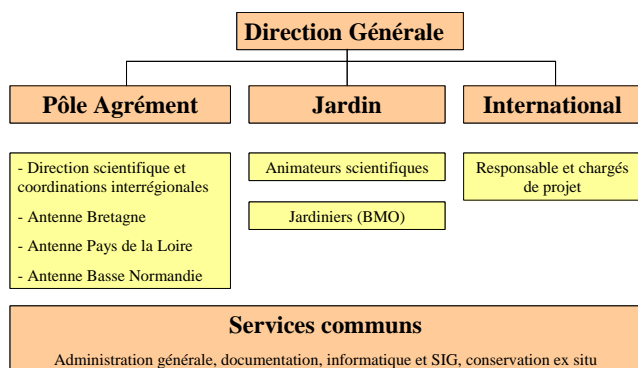 Direction Générale
Pôle Agrément
Jardin
International
- Direction scientifique et
coordinations interrégionales
- Antenne Bretagne
- Antenne Pays de la Loire
- Antenne Basse Normandie
Animateurs scientifiques
Jardiniers (BMO)
Responsable et chargés
de projet
Services communs
Administration générale, documentation, informatique et SIG, conservation ex situ